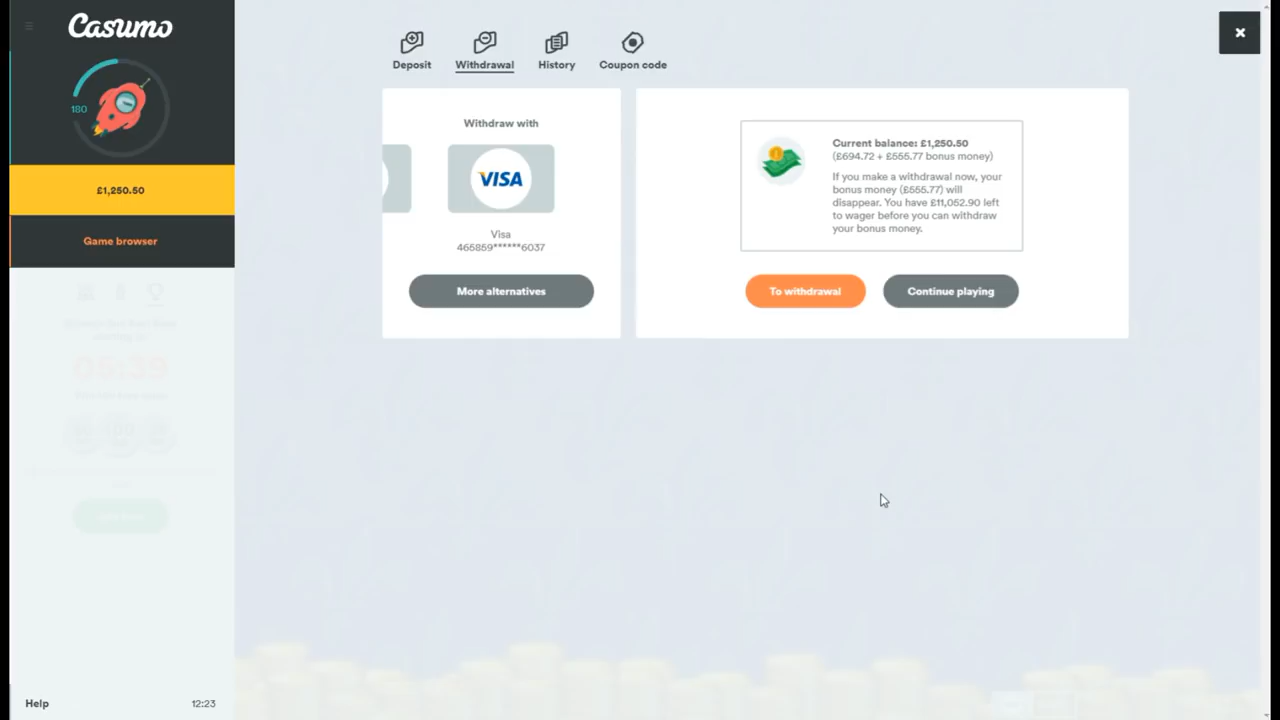 Casumo
180
£1,250.50
Game browser
05:39
Help
12:23
Deposit
Withdrawal
History
Coupon code
Withdraw with
VISA
Visa
465859******6037
More alternatives
Current balance: £1,250.50
(£694.72 + £555.77 bonus money)
If you make a withdrawal now, your
bonus money (£555.77) will
disappear. You have £11,052.90 left
to wager before you can withdraw
your bonus money.
To withdrawal
Continue playing